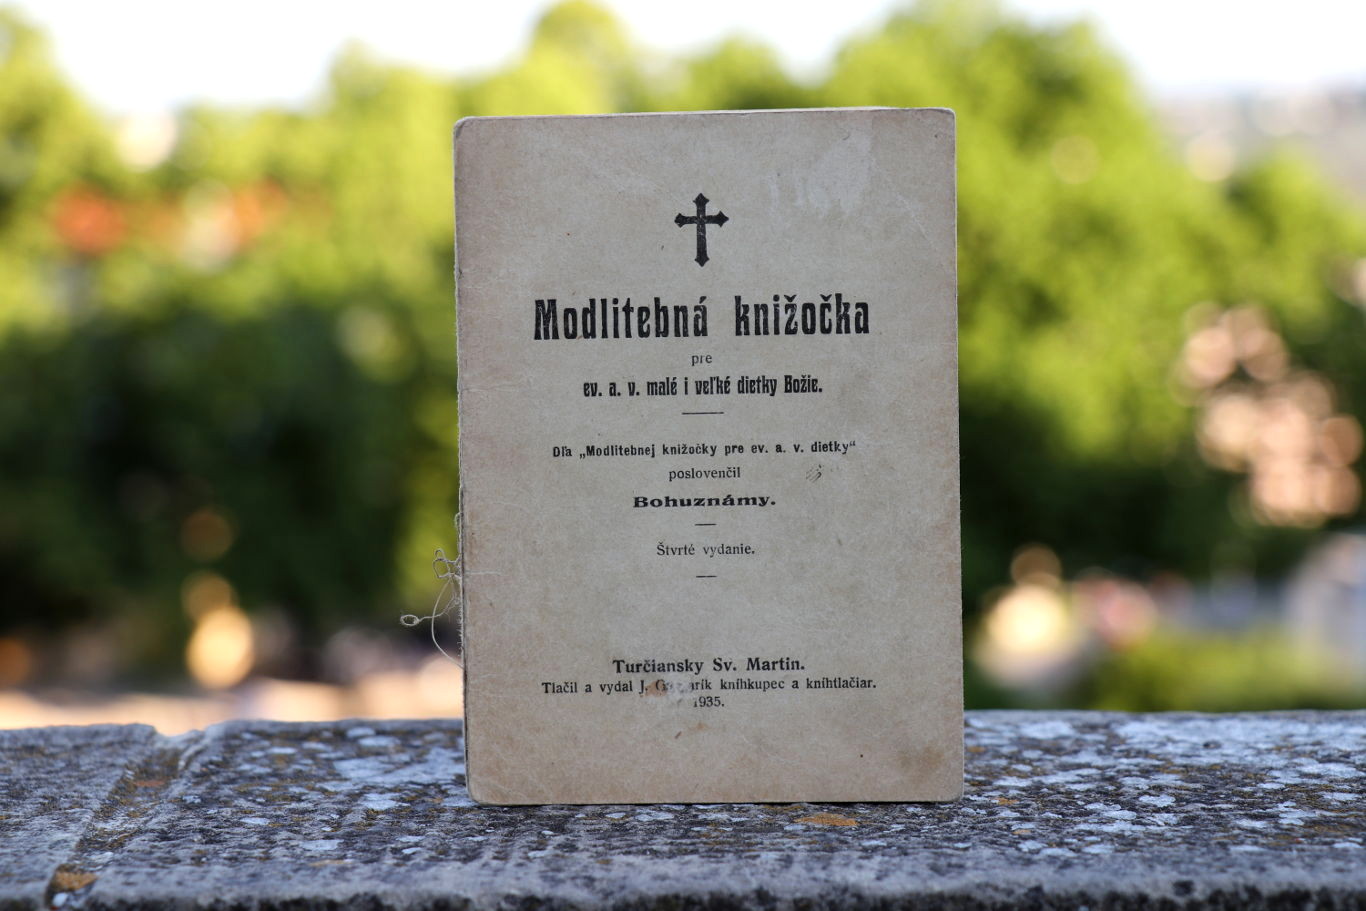 Modlitebná knižočka
pre
ev. a. v. malé i veľké dietky Božie.
Dľa „Modlitebnej knižočky pre ev. a. v. dietky“
poslovenčil
Bohuznámy.
Štvrté vydanie.
Turčiansky Sv. Martin.
Tlačil a vydal J. kníhkupec a kníhtlačiar.
1935.